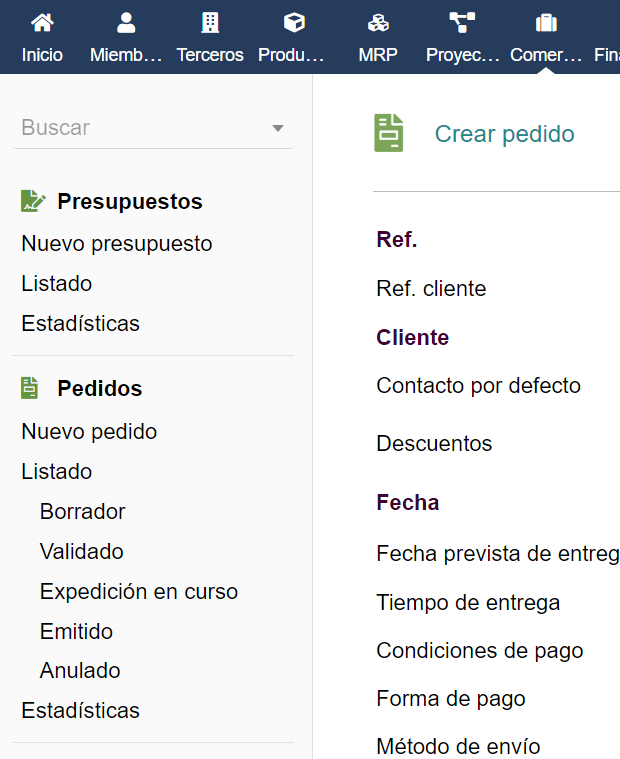 Inicio Miemb… Terceros Produ… MRP Proyec… Comer… Fin
Buscar
Presupuestos
Nuevo presupuesto
Listado
Estadísticas
Pedidos
Nuevo pedido
Listado
Borrador
Validado
Expedición en curso
Emitido
Anulado
Estadísticas
Crear pedido
Ref.
Ref. cliente
Cliente
Contacto por defecto
Descuentos
Fecha
Fecha prevista de entreg
Tiempo de entrega
Condiciones de pago
Forma de pago
Método de envío